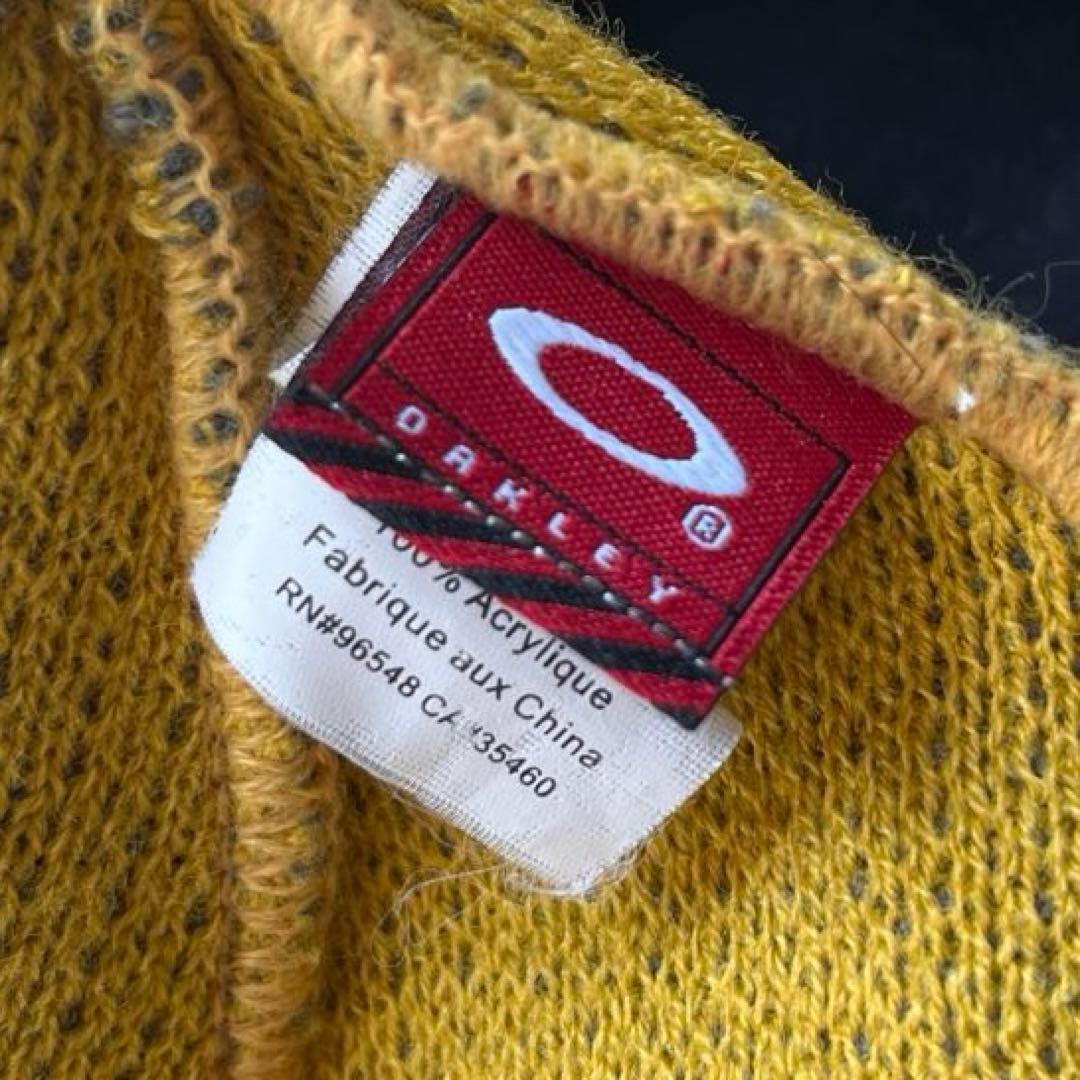 OAKLEY
®
100% Acrylique
Fabrique aux China
RN#96548 CA#35460